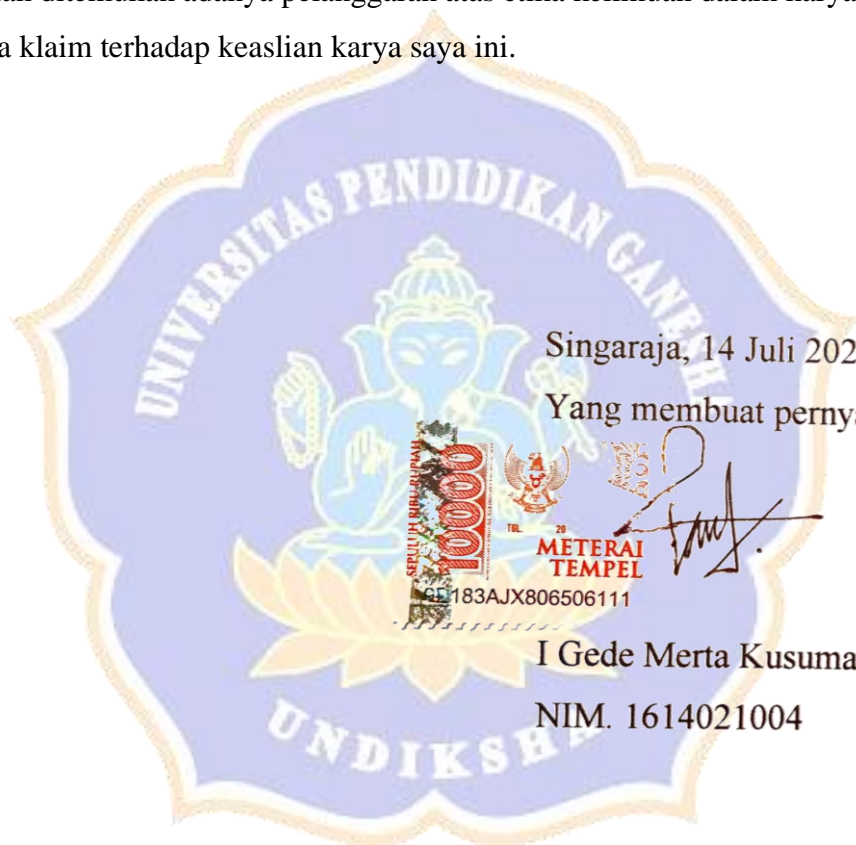 ditemukan adanya pelanggaran atas etika keilmuan dalam karya
a klaim terhadap keaslian karya saya ini.
UNIVERSITAS PENDIDIKAN GANESHA
Singaraja, 14 Juli 202
Yang membuat pernya
SEPULUH RIBU RUPIAH
10000
TGL. 20
METERAI
TEMPEL
183AJX806506111
I Gede Merta Kusuma
NIM. 1614021004
UNDIKSHA